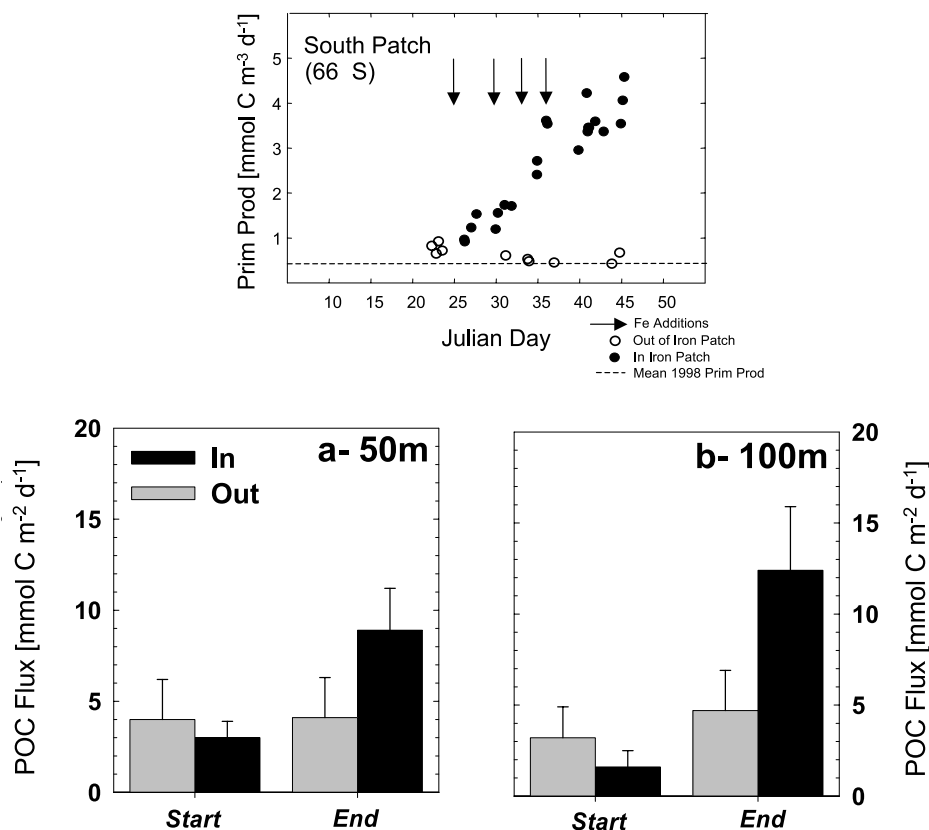 South Patch
(66  S)
Prim Prod [mmol C m-3 d-1]
5
4
3
2
1
10 15 20 25 30 35 40 45 50
Julian Day
Fe Additions
Out of Iron Patch
In Iron Patch
Mean 1998 Prim Prod
a- 50m
In
Out
POC Flux [mmol C m-2 d-1]
20
15
10
5
0
Start End
b- 100m
20
15
10
5
0
POC Flux [mmol C m-2 d-1]
Start End